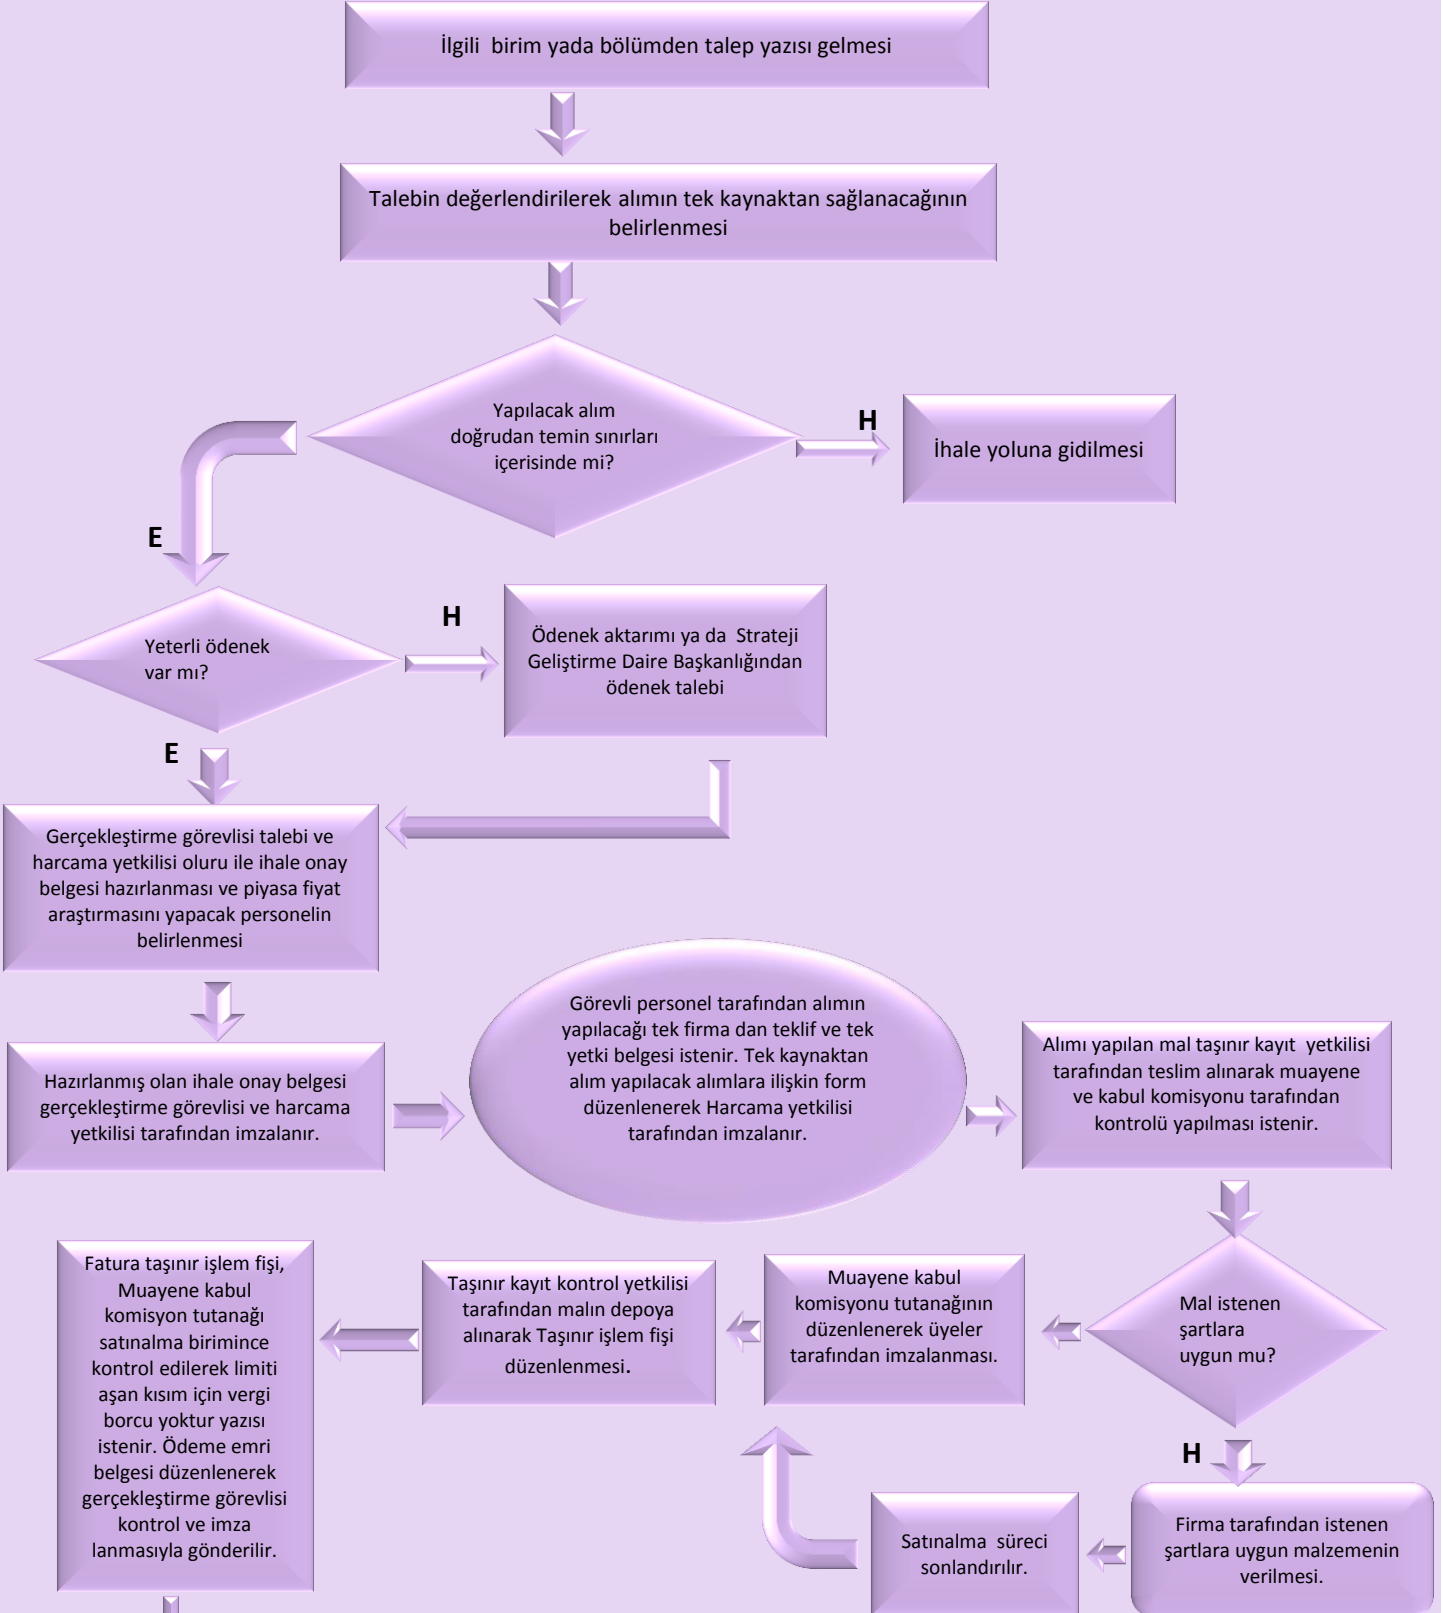 İlgili birim yada bölümden talep yazısı gelmesi
Talebin değerlendirilerek alımın tek kaynaktan sağlanacağının
belirlenmesi
Yapılacak alım
doğrudan temin sınırları
içerisinde mi?
H
İhale yoluna gidilmesi
E
Yeterli ödenek
var mı?
H
Ödenek aktarımı ya da Strateji
Geliştirme Daire Başkanlığından
ödenek talebi
E
Gerçekleştirme görevlisi talebi ve
harcama yetkilisi oluru ile ihale onay
belgesi hazırlanması ve piyasa fiyat
araştırmasını yapacak personelin
belirlenmesi
Hazırlanmış olan ihale onay belgesi
gerçekleştirme görevlisi ve harcama
yetkilisi tarafından imzalanır.
Görevli personel tarafından alımın
yapılacağı tek firma dan teklif ve tek
yetki belgesi istenir. Tek kaynaktan
alım yapılacak alımlara ilişkin form
düzenlenerek Harcama yetkilisi
tarafından imzalanır.
Alımı yapılan mal taşınır kayıt yetkilisi
tarafından teslim alınarak muayene
ve kabul komisyonu tarafından
kontrolü yapılması istenir.
Mal istenen
şartlara
uygun mu?
Muayene kabul
komisyonu tutanağının
düzenlenerek üyeler
tarafından imzalanması.
Taşınır kayıt kontrol yetkilisi
tarafından malın depoya
alınarak Taşınır işlem fişi
düzenlenmesi.
Fatura taşınır işlem fişi,
Muayene kabul
komisyon tutanağı
satınalma birimince
kontrol edilerek limiti
aşan kısım için vergi
borcu yoktur yazısı
istenir. Ödeme emri
belgesi düzenlenerek
gerçekleştirme görevlisi
kontrol ve imza
lanmasıyla gönderilir.
H
Firma tarafından istenen
şartlara uygun malzemenin
verilmesi.
Satınalma süreci
sonlandırılır.